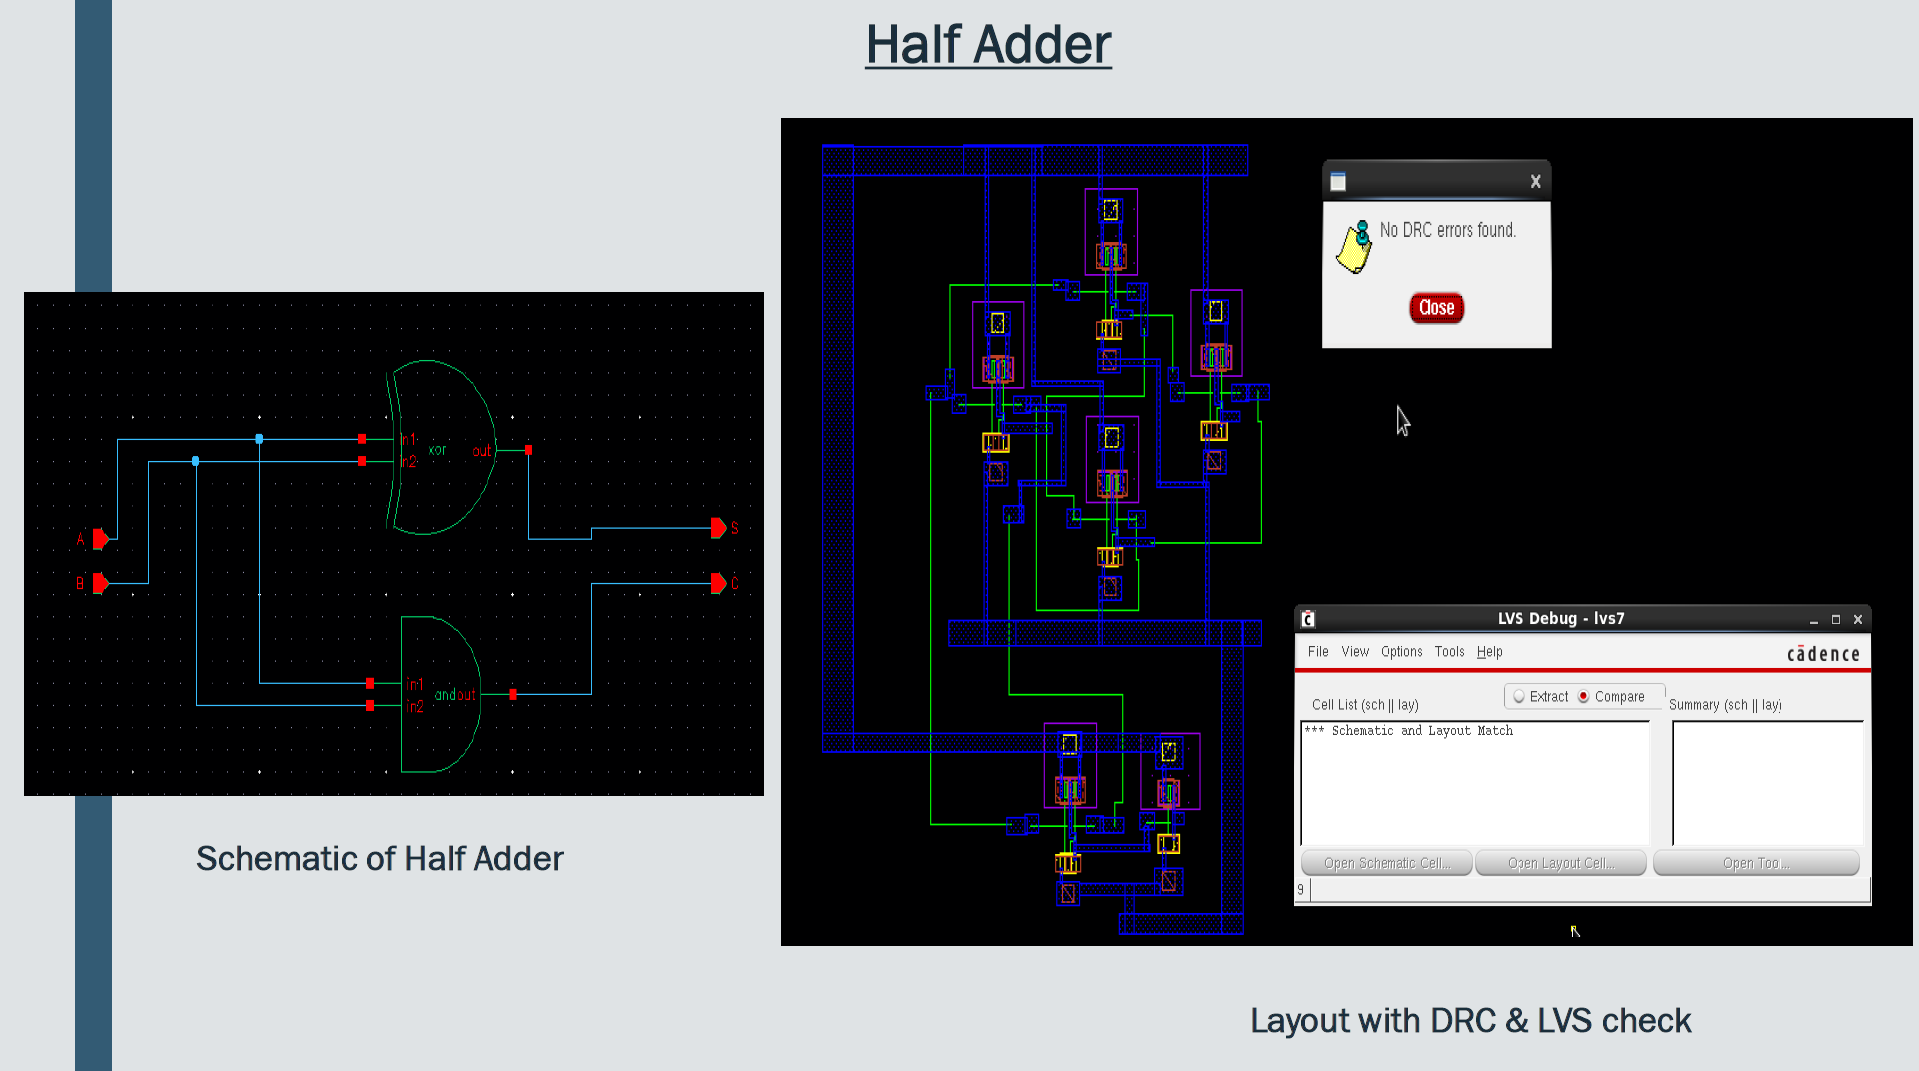 Half Adder
A
B
in1
in2
xor
out
S
C
in1
in2
and
out
Schematic of Half Adder
No DRC errors found.
Close
LVS Debug - lvs7
File View Options Tools Help
cādence
Extract Compare
Cell List (sch || lay)
Summary (sch || lay)
*** Schematic and Layout Match
Open Schematic Cell...
Open Layout Cell...
Open Tool...
9
Layout with DRC & LVS check